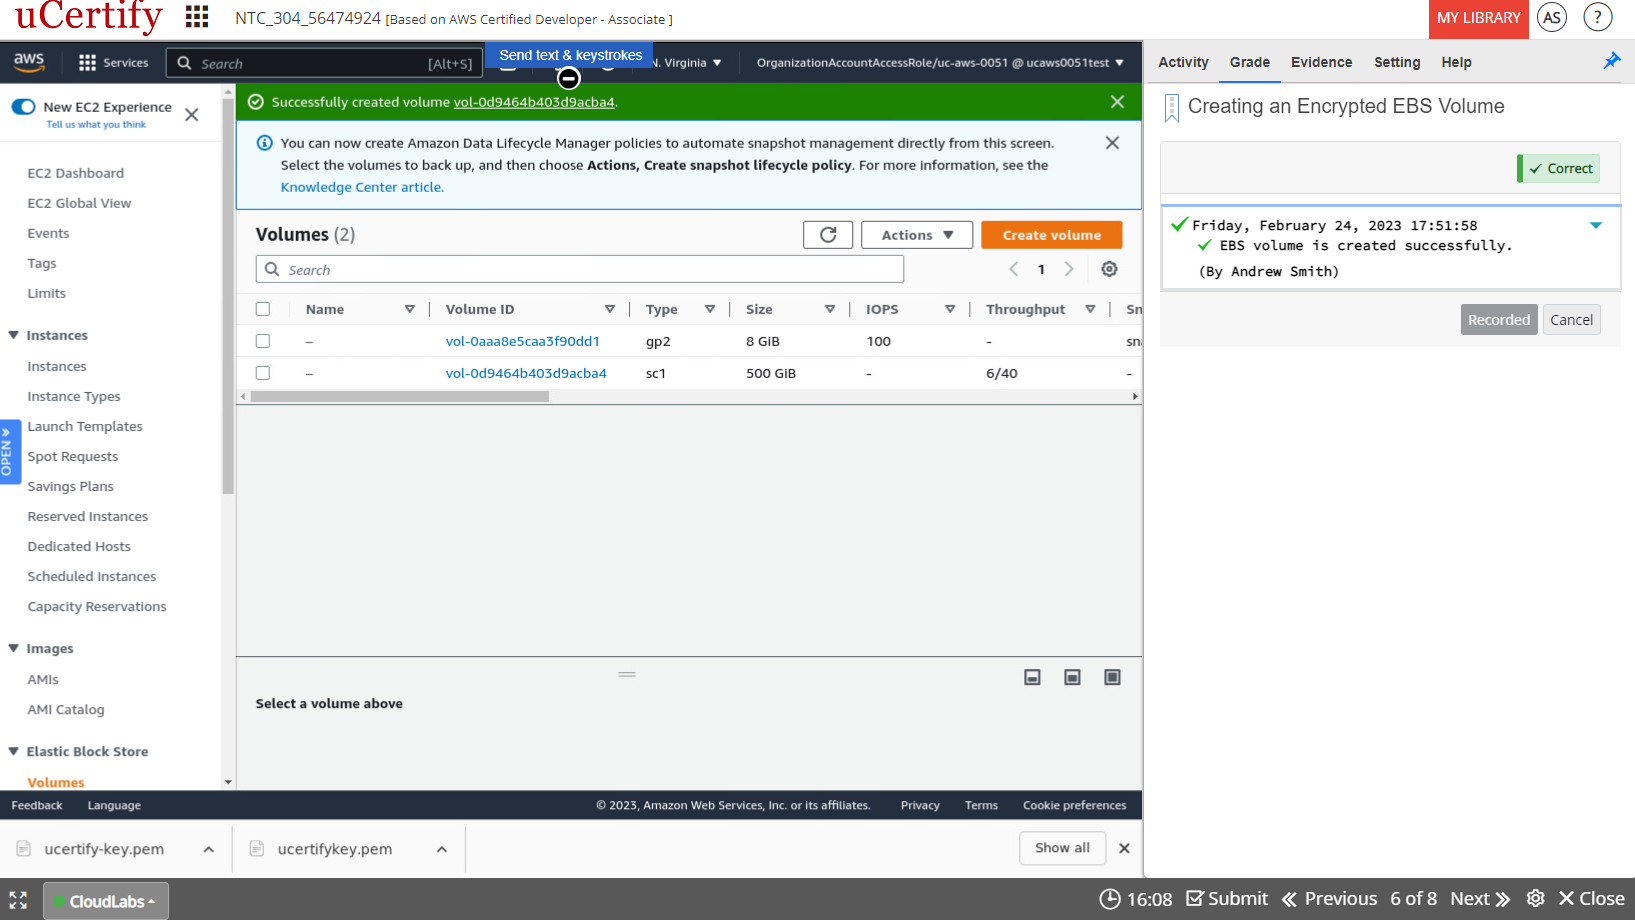 uCertify
NTC_304_56474924 [Based on AWS Certified Developer - Associate ]
MY LIBRARY
AS
?
aws
Services
Search
[Alt+S]
Send text & keystrokes
N. Virginia
OrganizationAccountAccessRole/uc-aws-0051 @ ucaws0051test
Activity
Grade
Evidence
Setting
Help
New EC2 Experience
Tell us what you think
EC2 Dashboard
EC2 Global View
Events
Tags
Limits
Instances
Instances
Instance Types
Launch Templates
Spot Requests
Savings Plans
Reserved Instances
Dedicated Hosts
Scheduled Instances
Capacity Reservations
Images
AMIs
AMI Catalog
Elastic Block Store
Volumes
OPEN »
Successfully created volume vol-0d9464b403d9acba4.
You can now create Amazon Data Lifecycle Manager policies to automate snapshot management directly from this screen.
Select the volumes to back up, and then choose Actions, Create snapshot lifecycle policy. For more information, see the
Knowledge Center article.
Volumes (2)
Actions
Create volume
Search
1
Name Volume ID Type Size IOPS Throughput Sn
– vol-0aaa8e5caa3f90dd1 gp2 8 GiB 100 - sna
– vol-0d9464b403d9acba4 sc1 500 GiB - 6/40 -
Select a volume above
Feedback
Language
© 2023, Amazon Web Services, Inc. or its affiliates.
Privacy
Terms
Cookie preferences
ucertify-key.pem
ucertifykey.pem
Show all
Creating an Encrypted EBS Volume
Correct
Friday, February 24, 2023 17:51:58
EBS volume is created successfully.
(By Andrew Smith)
Recorded
Cancel
CloudLabs
16:08
Submit
Previous
6 of 8
Next
Close